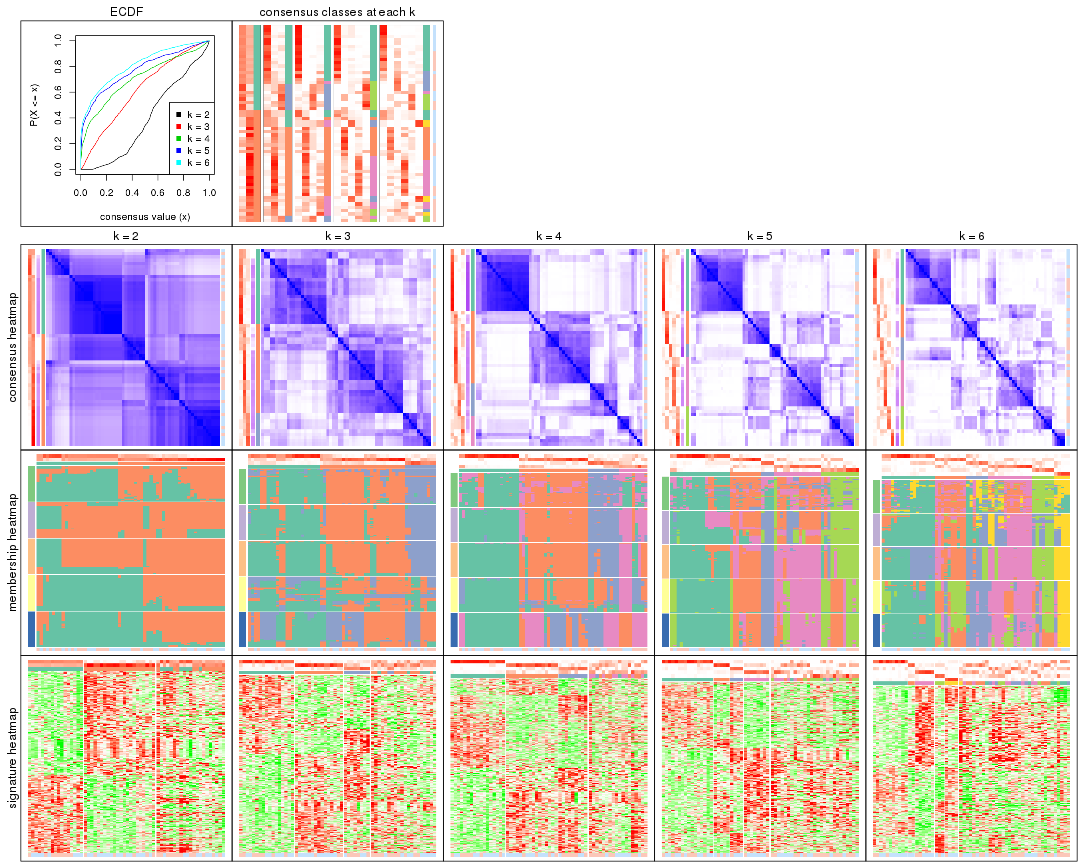 ECDF
consensus classes at each k
P(X <= x)
0.0 0.2 0.4 0.6 0.8 1.0
k = 2
k = 3
k = 4
k = 5
k = 6
0.0 0.2 0.4 0.6 0.8 1.0
consensus value (x)
k = 2 k = 3 k = 4 k = 5 k = 6
consensus heatmap
membership heatmap
signature heatmap